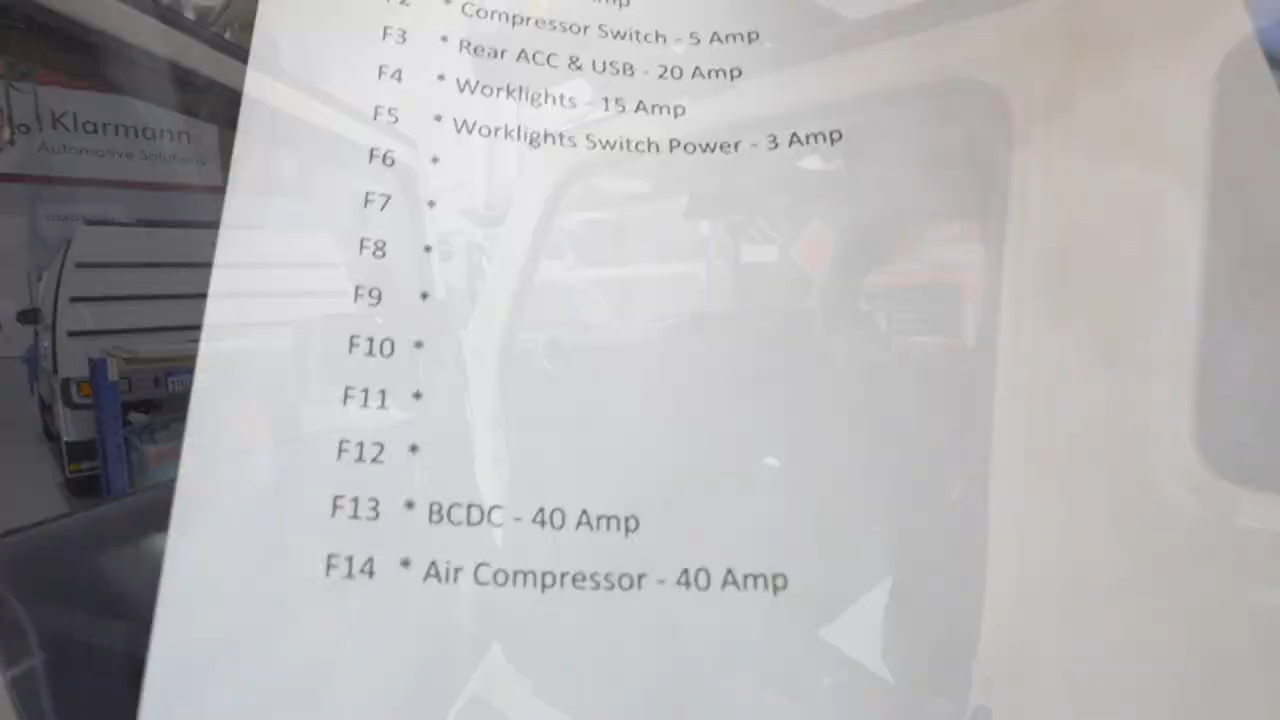 F2 * Compressor Switch - 5 Amp
F3 * Rear ACC & USB - 20 Amp
F4 * Worklights - 15 Amp
F5 * Worklights Switch Power - 3 Amp
F6 *
F7 *
F8 *
F9 *
F10 *
F11 *
F12 *
F13 * BCDC - 40 Amp
F14 * Air Compressor - 40 Amp
Klarmann
Automotive Solutions